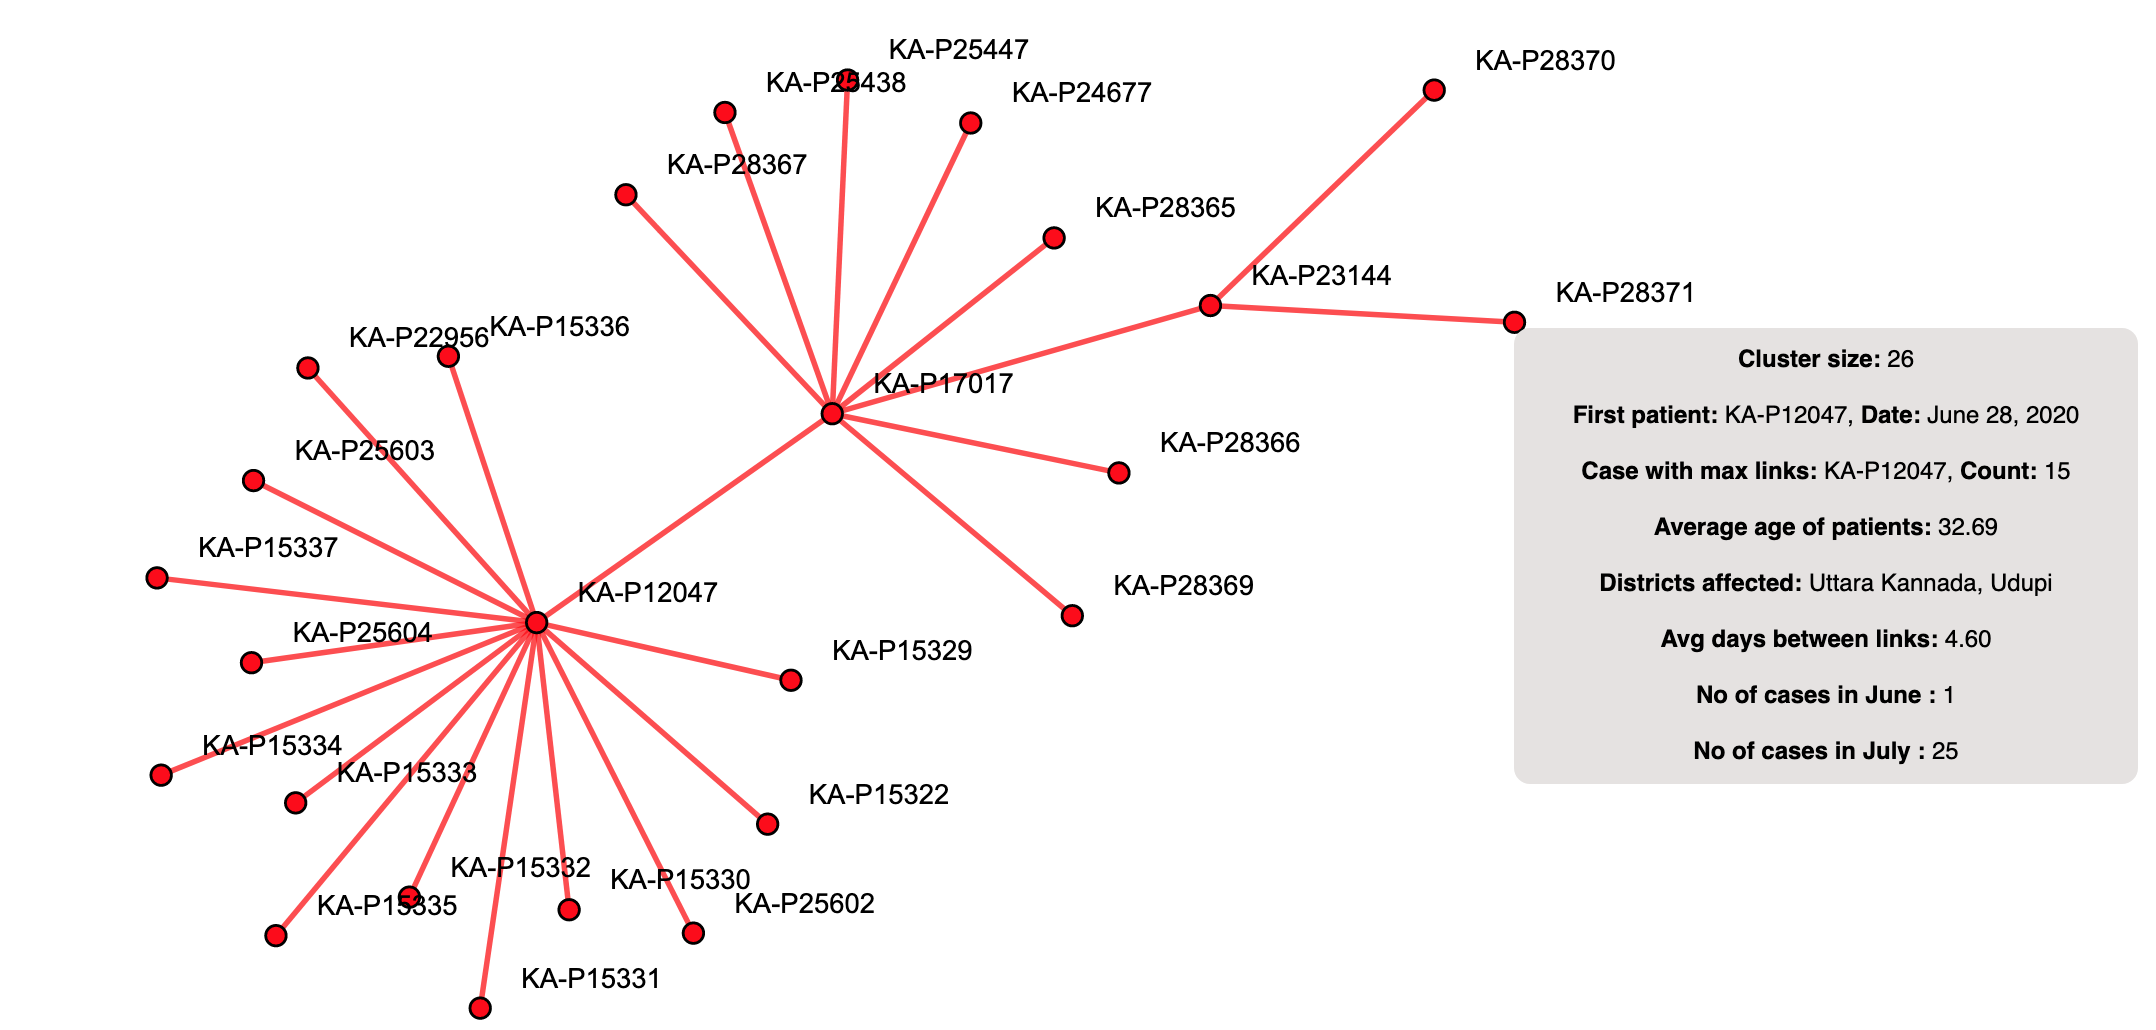 KA-P25447
KA-P28370
KA-P25438
KA-P24677
KA-P28367
KA-P28365
KA-P23144
KA-P28371
KA-P22956
KA-P15336
KA-P17017
KA-P28366
KA-P25603
KA-P15337
KA-P12047
KA-P28369
KA-P25604
KA-P15329
KA-P15334
KA-P15333
KA-P15322
KA-P15332
KA-P15330
KA-P15335
KA-P25602
KA-P15331
Cluster size: 26
First patient: KA-P12047, Date: June 28, 2020
Case with max links: KA-P12047, Count: 15
Average age of patients: 32.69
Districts affected: Uttara Kannada, Udupi
Avg days between links: 4.60
No of cases in June : 1
No of cases in July : 25